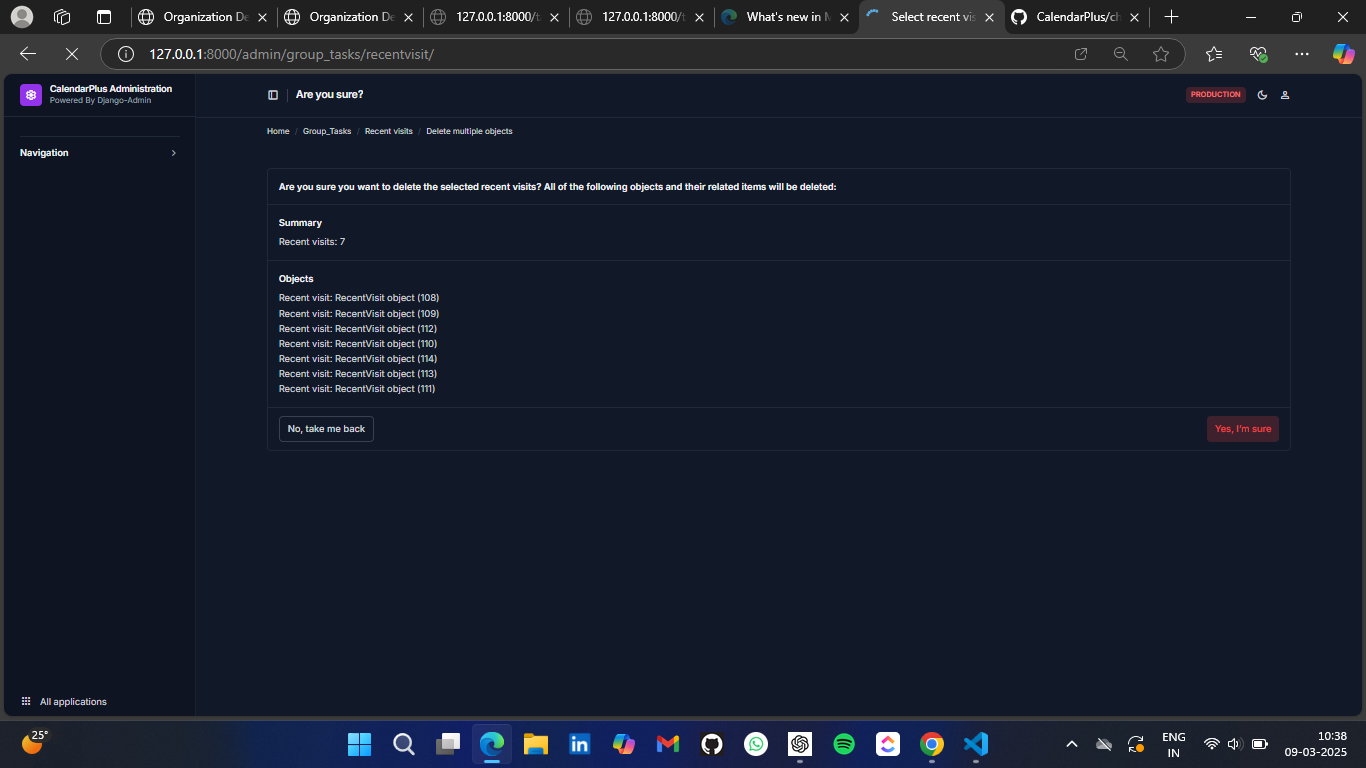 Organization De
Organization De
127.0.0.1:8000/t
127.0.0.1:8000/t
What's new in M
Select recent vis
CalendarPlus/ch
127.0.0.1:8000/admin/group_tasks/recentvisit/
CalendarPlus Administration
Powered By Django-Admin
Are you sure?
PRODUCTION
Home / Group_Tasks / Recent visits / Delete multiple objects
Navigation
Are you sure you want to delete the selected recent visits? All of the following objects and their related items will be deleted:
Summary
Recent visits: 7
Objects
Recent visit: RecentVisit object (108)
Recent visit: RecentVisit object (109)
Recent visit: RecentVisit object (112)
Recent visit: RecentVisit object (110)
Recent visit: RecentVisit object (114)
Recent visit: RecentVisit object (113)
Recent visit: RecentVisit object (111)
No, take me back
Yes, I'm sure
All applications
25°
ENG
IN
10:38
09-03-2025